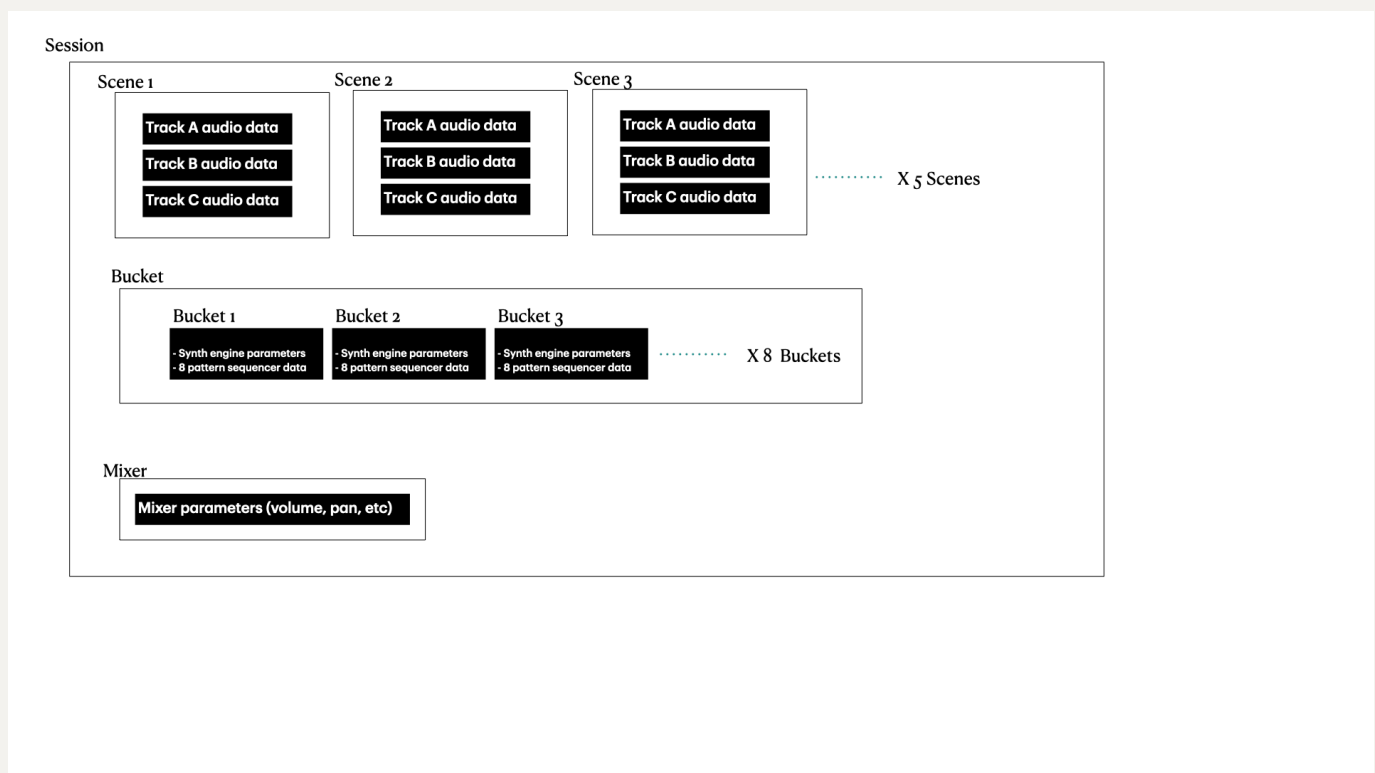 Session
Scene 1
Scene 2
Scene 3
Track A audio data
Track B audio data
Track C audio data
Track A audio data
Track B audio data
Track C audio data
Track A audio data
Track B audio data
Track C audio data
X 5 Scenes
Bucket
Bucket 1
Bucket 2
Bucket 3
- Synth engine parameters
- 8 pattern sequencer data
- Synth engine parameters
- 8 pattern sequencer data
- Synth engine parameters
- 8 pattern sequencer data
X 8 Buckets
Mixer
Mixer parameters (volume, pan, etc)